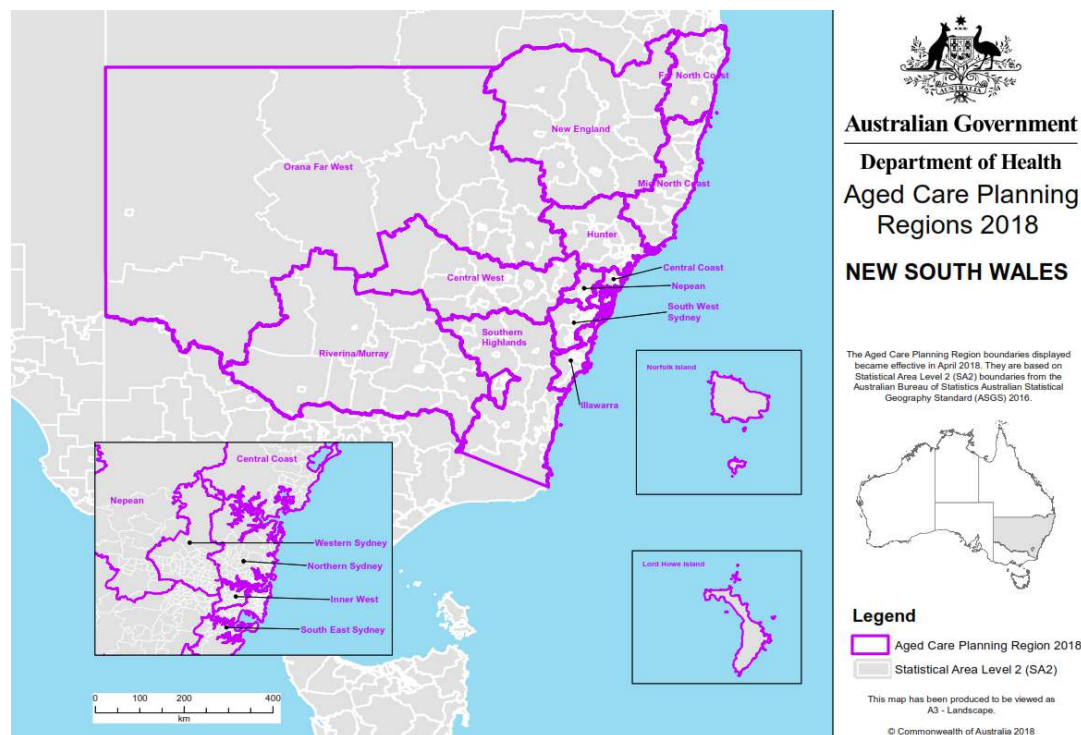 Far North Coast
New England
Orana Far West
Mid North Coast
Hunter
Central Coast
Central West
Nepean
South West
Sydney
Southern
Highlands
Riverina/Murray
Illawarra
Norfolk Island
Central Coast
Nepean
Western Sydney
Northern Sydney
Inner West
South East Sydney
Lord Howe Island
0 100 200 400
km
AUSTRALIA
Australian Government
Department of Health
Aged Care Planning
Regions 2018
NEW SOUTH WALES
The Aged Care Planning Region boundaries displayed
became effective in April 2018. They are based on
Statistical Area Level 2 (SA2) boundaries from the
Australian Bureau of Statistics Australian Statistical
Geography Standard (ASGS) 2016.
Legend
Aged Care Planning Region 2018
Statistical Area Level 2 (SA2)
This map has been produced to be viewed as
A3 - Landscape.
© Commonwealth of Australia 2018